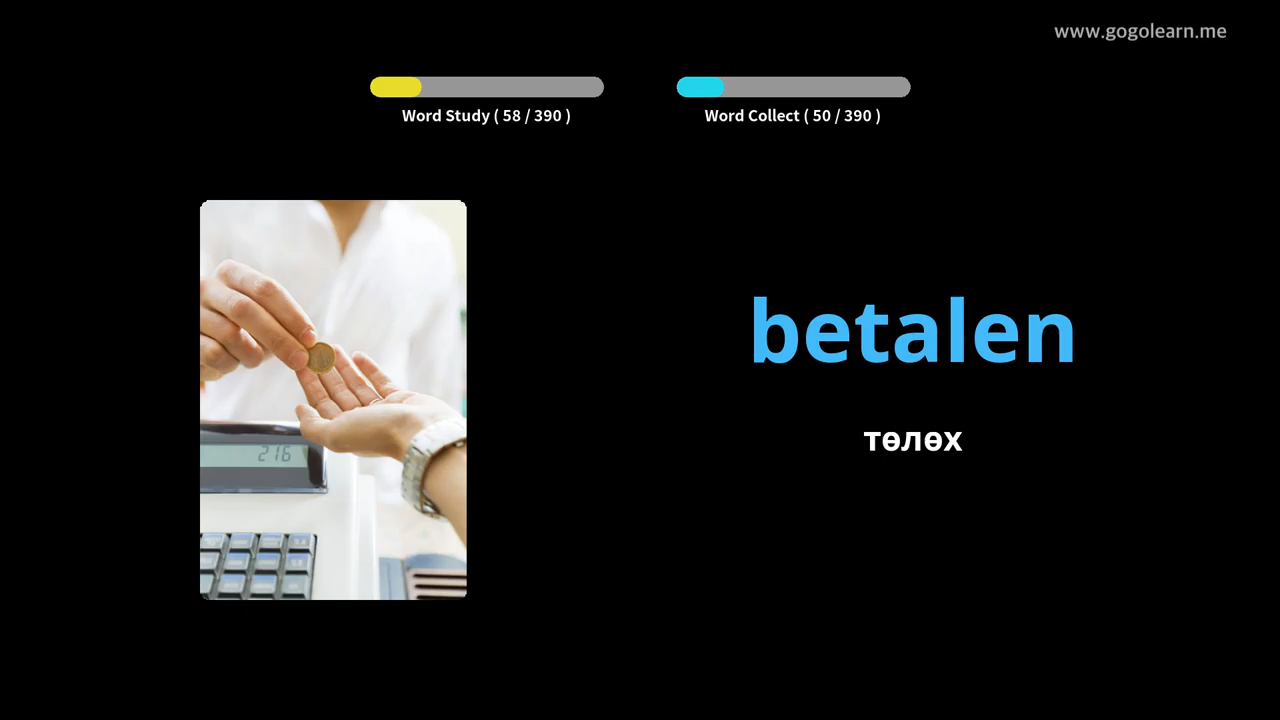 www.gogolearn.me
Word Study ( 58 / 390 )
Word Collect ( 50 / 390 )
betalen
төлөх
216